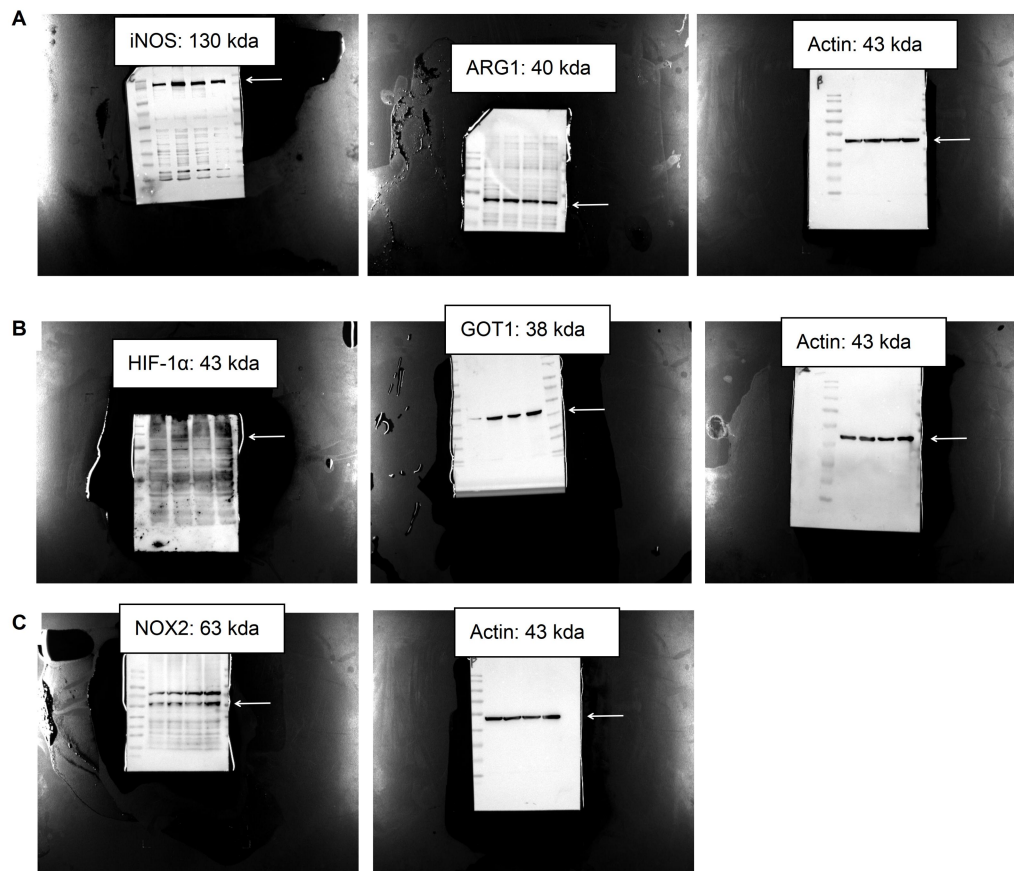 A
iNOS: 130 kda
ARG1: 40 kda
Actin: 43 kda
B
HIF-1α: 43 kda
GOT1: 38 kda
Actin: 43 kda
C
NOX2: 63 kda
Actin: 43 kda